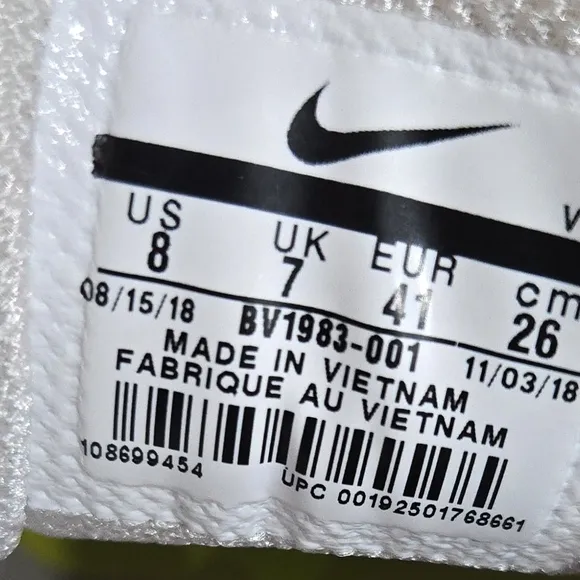 US UK EUR cm
8 7 41 26
08/15/18 BV1983-001 11/03/18
MADE IN VIETNAM
FABRIQUE AU VIETNAM
108699454 UPC 00192501768661